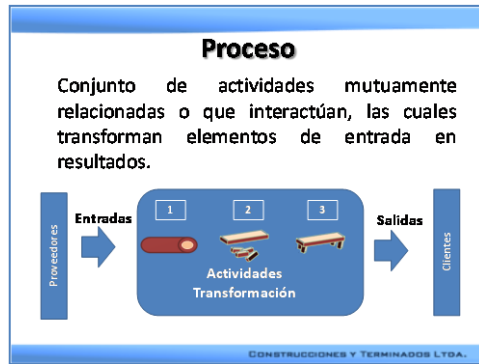 Proceso
Conjunto de actividades mutuamente
relacionadas o que interactúan, las cuales
transforman elementos de entrada en
resultados.
Proveedores
Entradas
1
2
3
Actividades
Transformación
Salidas
Clientes
CONSTRUCCIONES Y TERMINADOS LTDA.